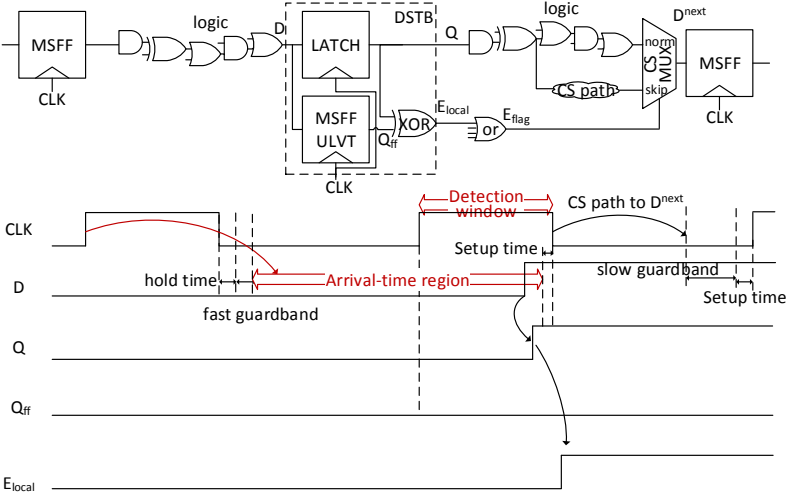 logic
D
DSTB
Q
logic
D^next
MSFF
LATCH
norm
CS MUX
MSFF
CLK
CS path
skip
MSFF
ULVT
Q_ff
XOR
E_local
or
E_flag
CLK
CLK
Detection
window
CS path to D^next
CLK
Setup time
hold time
Arrival-time region
slow guardband
D
Setup time
fast guardband
Q
Q_ff
E_local